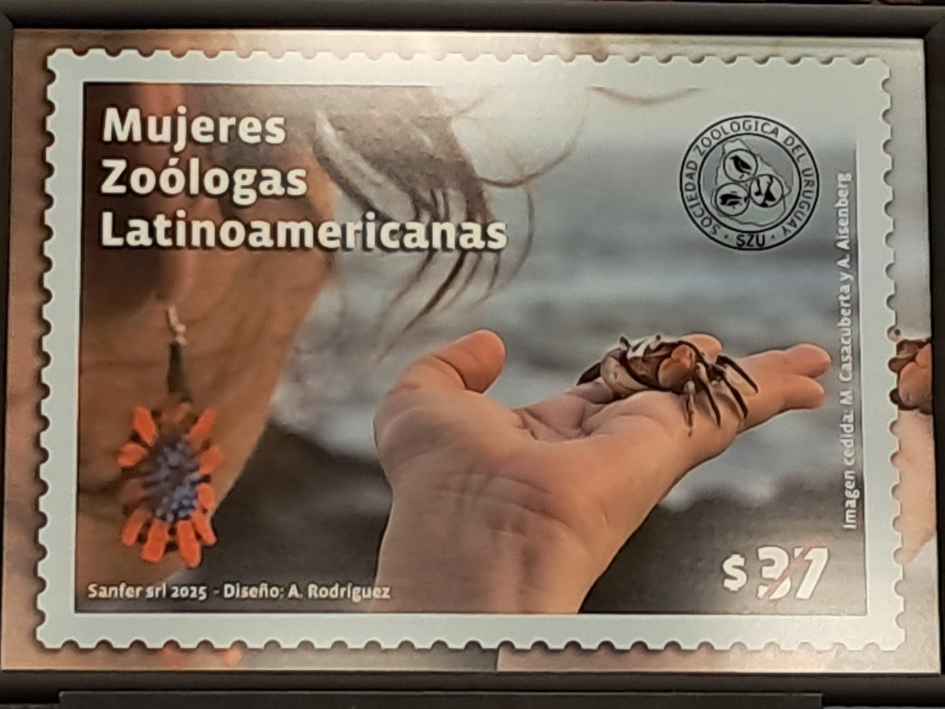 Mujeres
Zoólogas
Latinoamericanas
SOCIEDAD ZOOLOGICA DEL URUGUAY
· SZU ·
Imagen cedida: M. Casacuberta y A. Aisenberg
$ 37
Sanfer srl 2025 - Diseño: A. Rodríguez